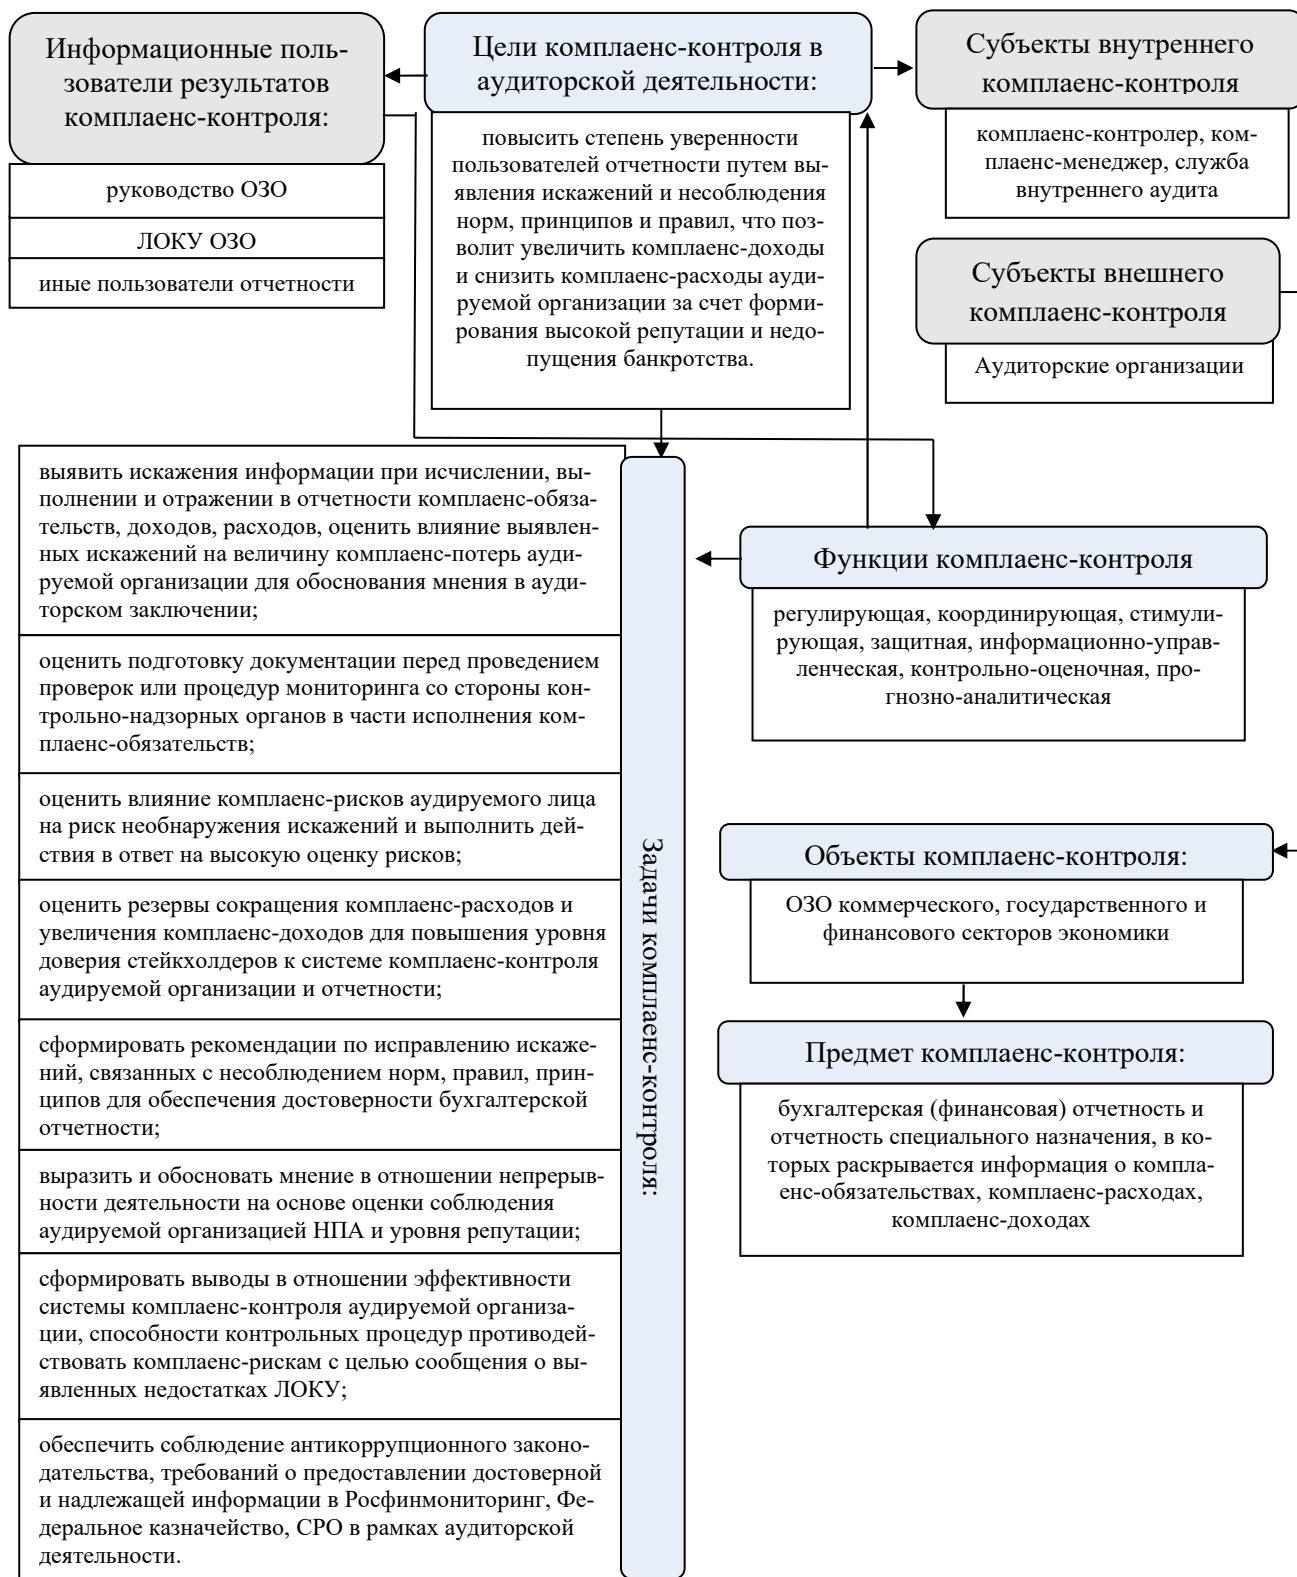 Информационные поль-
зователи результатов
комплаенс-контроля:
руководство ОЗО
ЛОКУ ОЗО
иные пользователи отчетности
Цели комплаенс-контроля в
аудиторской деятельности:
повысить степень уверенности
пользователей отчетности путем вы-
явления искажений и несоблюдения
норм, принципов и правил, что поз-
волит увеличить комплаенс-доходы
и снизить комплаенс-расходы ауди-
руемой организации за счет форми-
рования высокой репутации и недо-
пущения банкротства.
Субъекты внутреннего
комплаенс-контроля
комплаенс-контролер, ком-
плаенс-менеджер, служба
внутреннего аудита
Субъекты внешнего
комплаенс-контроля
Аудиторские организации
выявить искажения информации при исчислении, вы-
полнении и отражении в отчетности комплаенс-обяза-
тельств, доходов, расходов, оценить влияние выявлен-
ных искажений на величину комплаенс-потерь ауди-
руемой организации для обоснования мнения в ауди-
торском заключении;
оценить подготовку документации перед проведением
проверок или процедур мониторинга со стороны кон-
трольно-надзорных органов в части исполнения ком-
плаенс-обязательств;
оценить влияние комплаенс-рисков аудируемого лица
на риск необнаружения искажений и выполнить дей-
ствия в ответ на высокую оценку рисков;
оценить резервы сокращения комплаенс-расходов и
увеличения комплаенс-доходов для повышения уровня
доверия стейкхолдеров к системе комплаенс-контроля
аудируемой организации и отчетности;
сформировать рекомендации по исправлению искаже-
ний, связанных с несоблюдением норм, правил, прин-
ципов для обеспечения достоверности бухгалтерской
отчетности;
выразить и обосновать мнение в отношении непрерыв-
ности деятельности на основе оценки соблюдения
аудируемой организацией НПА и уровня репутации;
сформировать выводы в отношении эффективности
системы комплаенс-контроля аудируемой организа-
ции, способности контрольных процедур противодей-
ствовать комплаенс-рискам с целью сообщения о вы-
явленных недостатках ЛОКУ;
обеспечить соблюдение антикоррупционного законо-
дательства, требований о предоставлении достоверной
и надлежащей информации в Росфинмониторинг, Фе-
деральное казначейство, СРО в рамках аудиторской
деятельности.
Задачи комплаенс-контроля:
Функции комплаенс-контроля
регулирующая, координирующая, стимули-
рующая, защитная, информационно-управ-
ленческая, контрольно-оценочная, про-
гнозно-аналитическая
Объекты комплаенс-контроля:
ОЗО коммерческого, государственного и
финансового секторов экономики
Предмет комплаенс-контроля:
бухгалтерская (финансовая) отчетность и
отчетность специального назначения, в ко-
торых раскрывается информация о компла-
енс-обязательствах, комплаенс-расходах,
комплаенс-доходах